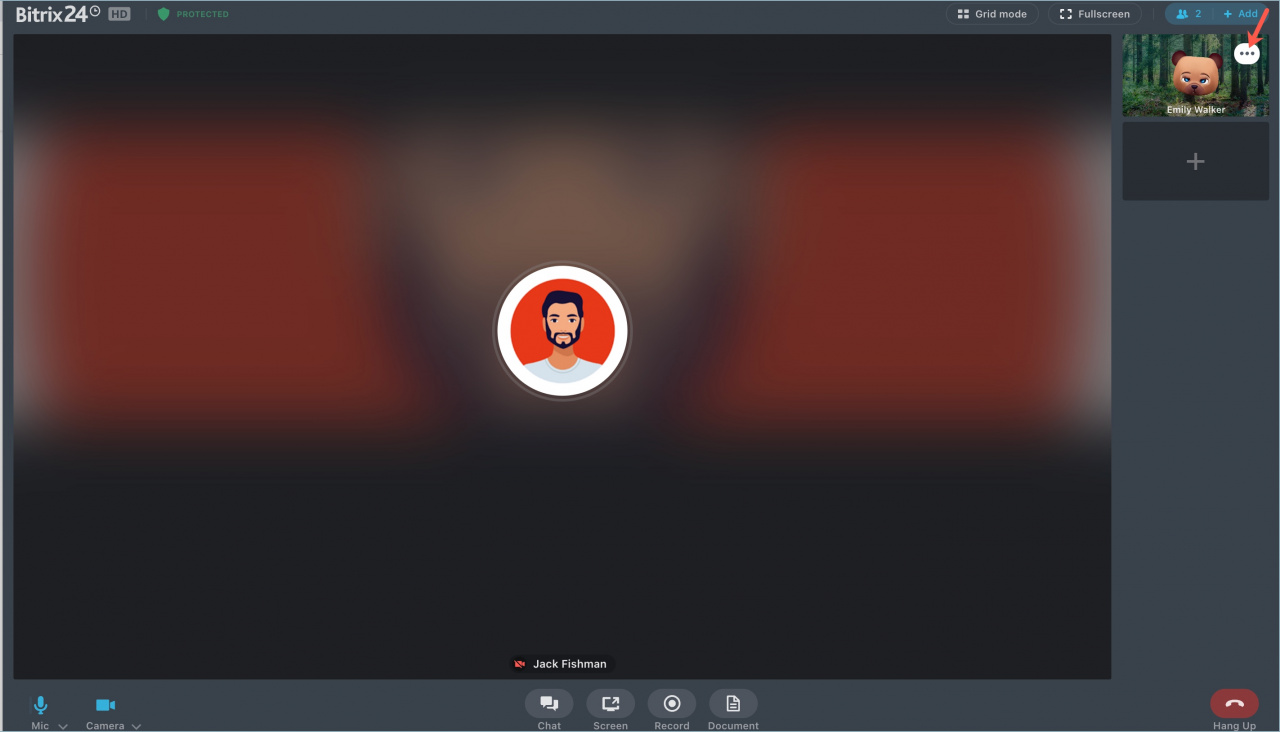 Bitrix24 HD PROTECTED Grid mode Fullscreen 2 + Add
Emily Walker
Jack Fishman
Mic Camera Chat Screen Record Document Hang Up